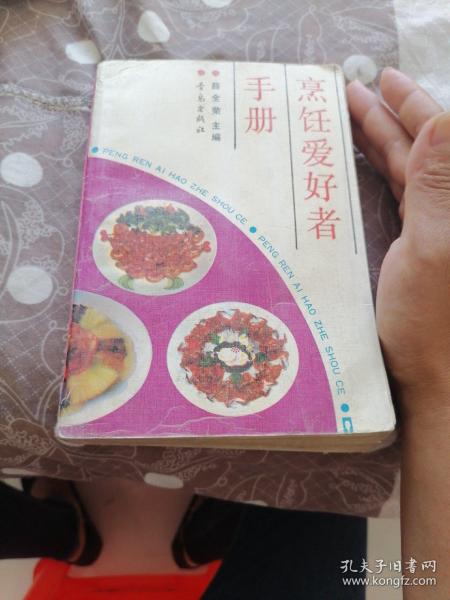 烹饪爱好者
手册
●薛全荣 主编
●青岛出版社
● PENG REN AI HAO ZHE SHOU CE ● PENG REN AI HAO ZHE SHOU CE ●
孔夫子旧书网
www.kongfz.com